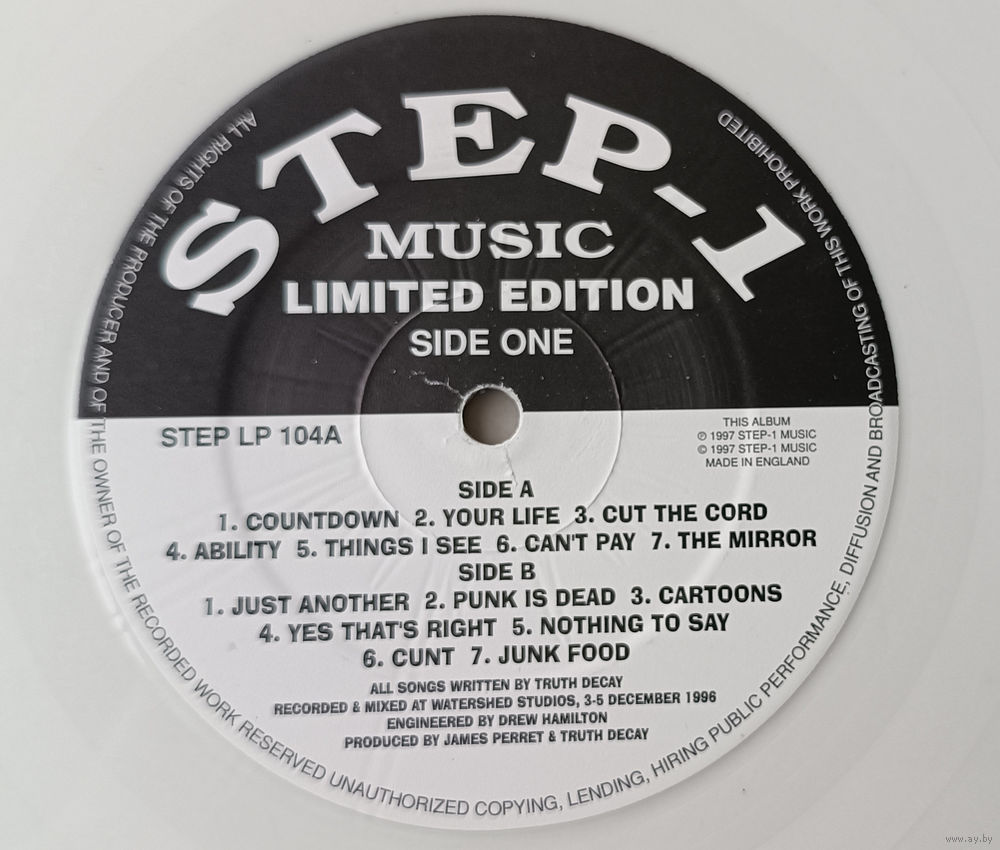 STEP-1
MUSIC
LIMITED EDITION
SIDE ONE
STEP LP 104A
THIS ALBUM
℗ 1997 STEP-1 MUSIC
© 1997 STEP-1 MUSIC
MADE IN ENGLAND
SIDE A
1. COUNTDOWN 2. YOUR LIFE 3. CUT THE CORD
4. ABILITY 5. THINGS I SEE 6. CAN'T PAY 7. THE MIRROR
SIDE B
1. JUST ANOTHER 2. PUNK IS DEAD 3. CARTOONS
4. YES THAT'S RIGHT 5. NOTHING TO SAY
6. CUNT 7. JUNK FOOD
ALL SONGS WRITTEN BY TRUTH DECAY
RECORDED & MIXED AT WATERSHED STUDIOS, 3-5 DECEMBER 1996
ENGINEERED BY DREW HAMILTON
PRODUCED BY JAMES PERRET & TRUTH DECAY
ALL RIGHTS OF THE PRODUCER AND OF THE OWNER OF THE RECORDED WORK RESERVED UNAUTHORIZED COPYING, LENDING, HIRING PUBLIC PERFORMANCE, DIFFUSION AND BROADCASTING OF THIS WORK PROHIBITED
www.ay.by